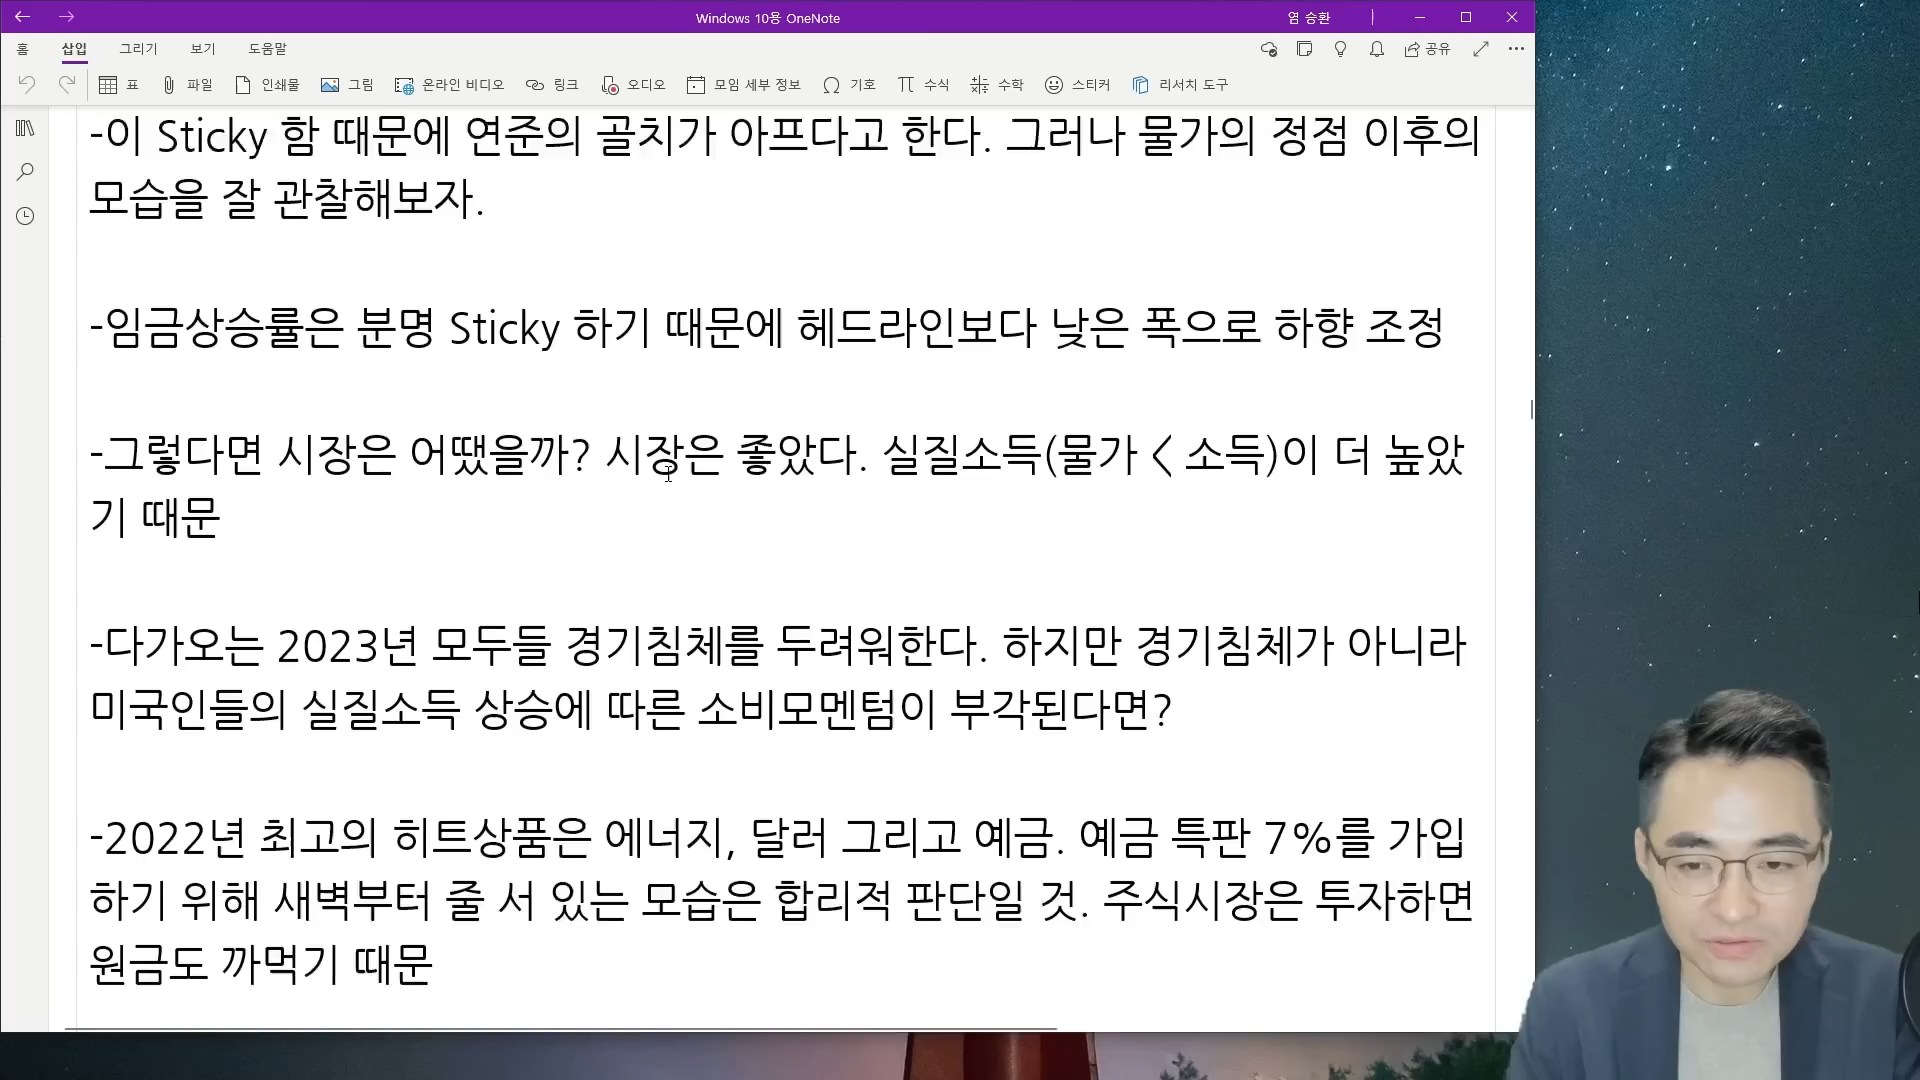 Windows 10용 OneNote
염 승환
홈 삽입 그리기 보기 도움말
공유
표 파일 인쇄물 그림 온라인 비디오 링크 오디오 모임 세부 정보 기호 수식 수학 스티커 리서치 도구
-이 Sticky 함 때문에 연준의 골치가 아프다고 한다. 그러나 물가의 정점 이후의
모습을 잘 관찰해보자.
-임금상승률은 분명 Sticky 하기 때문에 헤드라인보다 낮은 폭으로 하향 조정
-그렇다면 시장은 어땠을까? 시장은 좋았다. 실질소득(물가 < 소득)이 더 높았
기 때문
-다가오는 2023년 모두들 경기침체를 두려워한다. 하지만 경기침체가 아니라
미국인들의 실질소득 상승에 따른 소비모멘텀이 부각된다면?
-2022년 최고의 히트상품은 에너지, 달러 그리고 예금. 예금 특판 7%를 가입
하기 위해 새벽부터 줄 서 있는 모습은 합리적 판단일 것. 주식시장은 투자하면
원금도 까먹기 때문